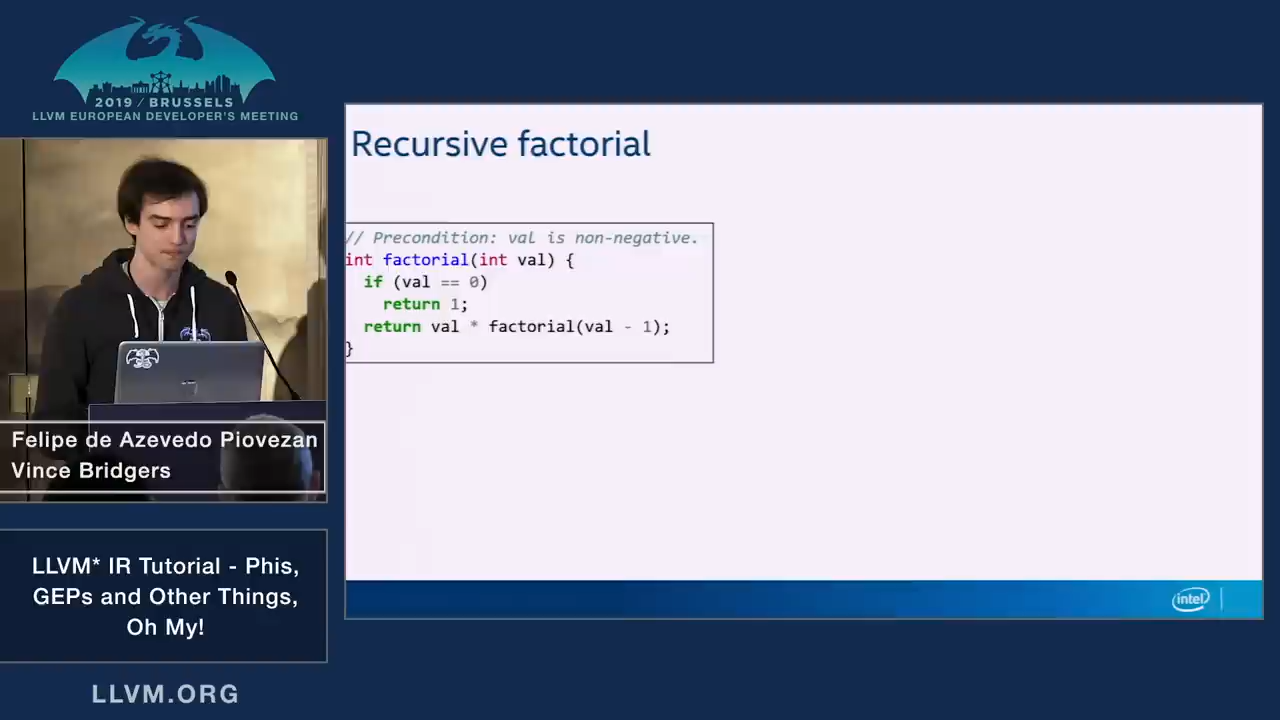 2019 / BRUSSELS
LLVM EUROPEAN DEVELOPER'S MEETING
Felipe de Azevedo Piovezan
Vince Bridgers
LLVM* IR Tutorial - Phis,
GEPs and Other Things,
Oh My!
LLVM.ORG
Recursive factorial
// Precondition: val is non-negative.
int factorial(int val) {
  if (val == 0)
    return 1;
  return val * factorial(val - 1);
}
intel